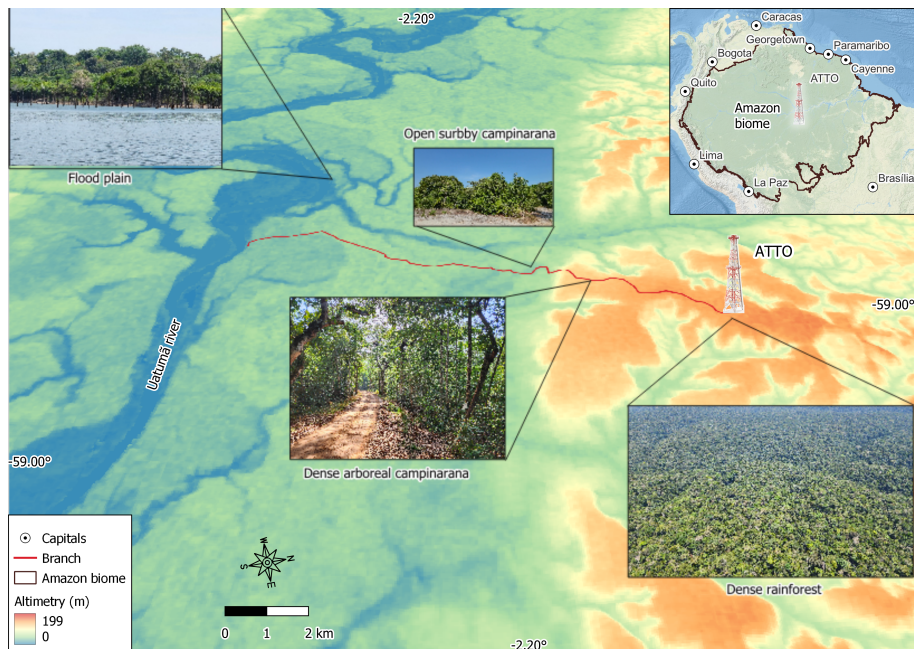 -2.20°
Caracas
Georgetown
Paramaribo
Bogota
Cayenne
ATTO
Quito
Amazon
biome
Lima
La Paz
Brasília
Flood plain
Open surbby campinarana
ATTO
-59.00°
Uatumã river
-59.00°
Dense arboreal campinarana
Dense rainforest
Capitals
Branch
Amazon biome
Altimetry (m)
199
0
W
N
S
E
0 1 2 km
-2.20°